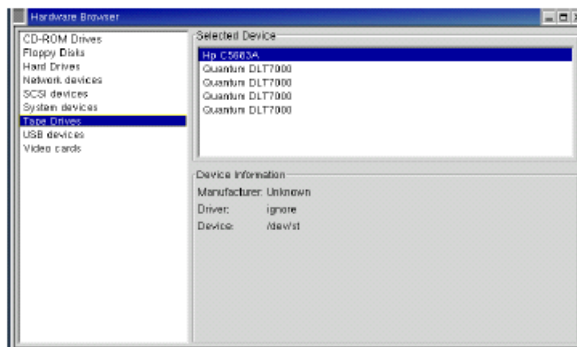 Hardware Browser
CD-ROM Drives
Floppy Disks
Hard Drives
Network devices
SCSI devices
System devices
Tape Drives
USB devices
Video cards
Selected Device
Hp C5683A
Quantum DLT7000
Quantum DLT7000
Quantum DLT7000
Quantum DLT7000
Device Information
Manufacturer: Unknown
Driver: ignore
Device: /dev/st